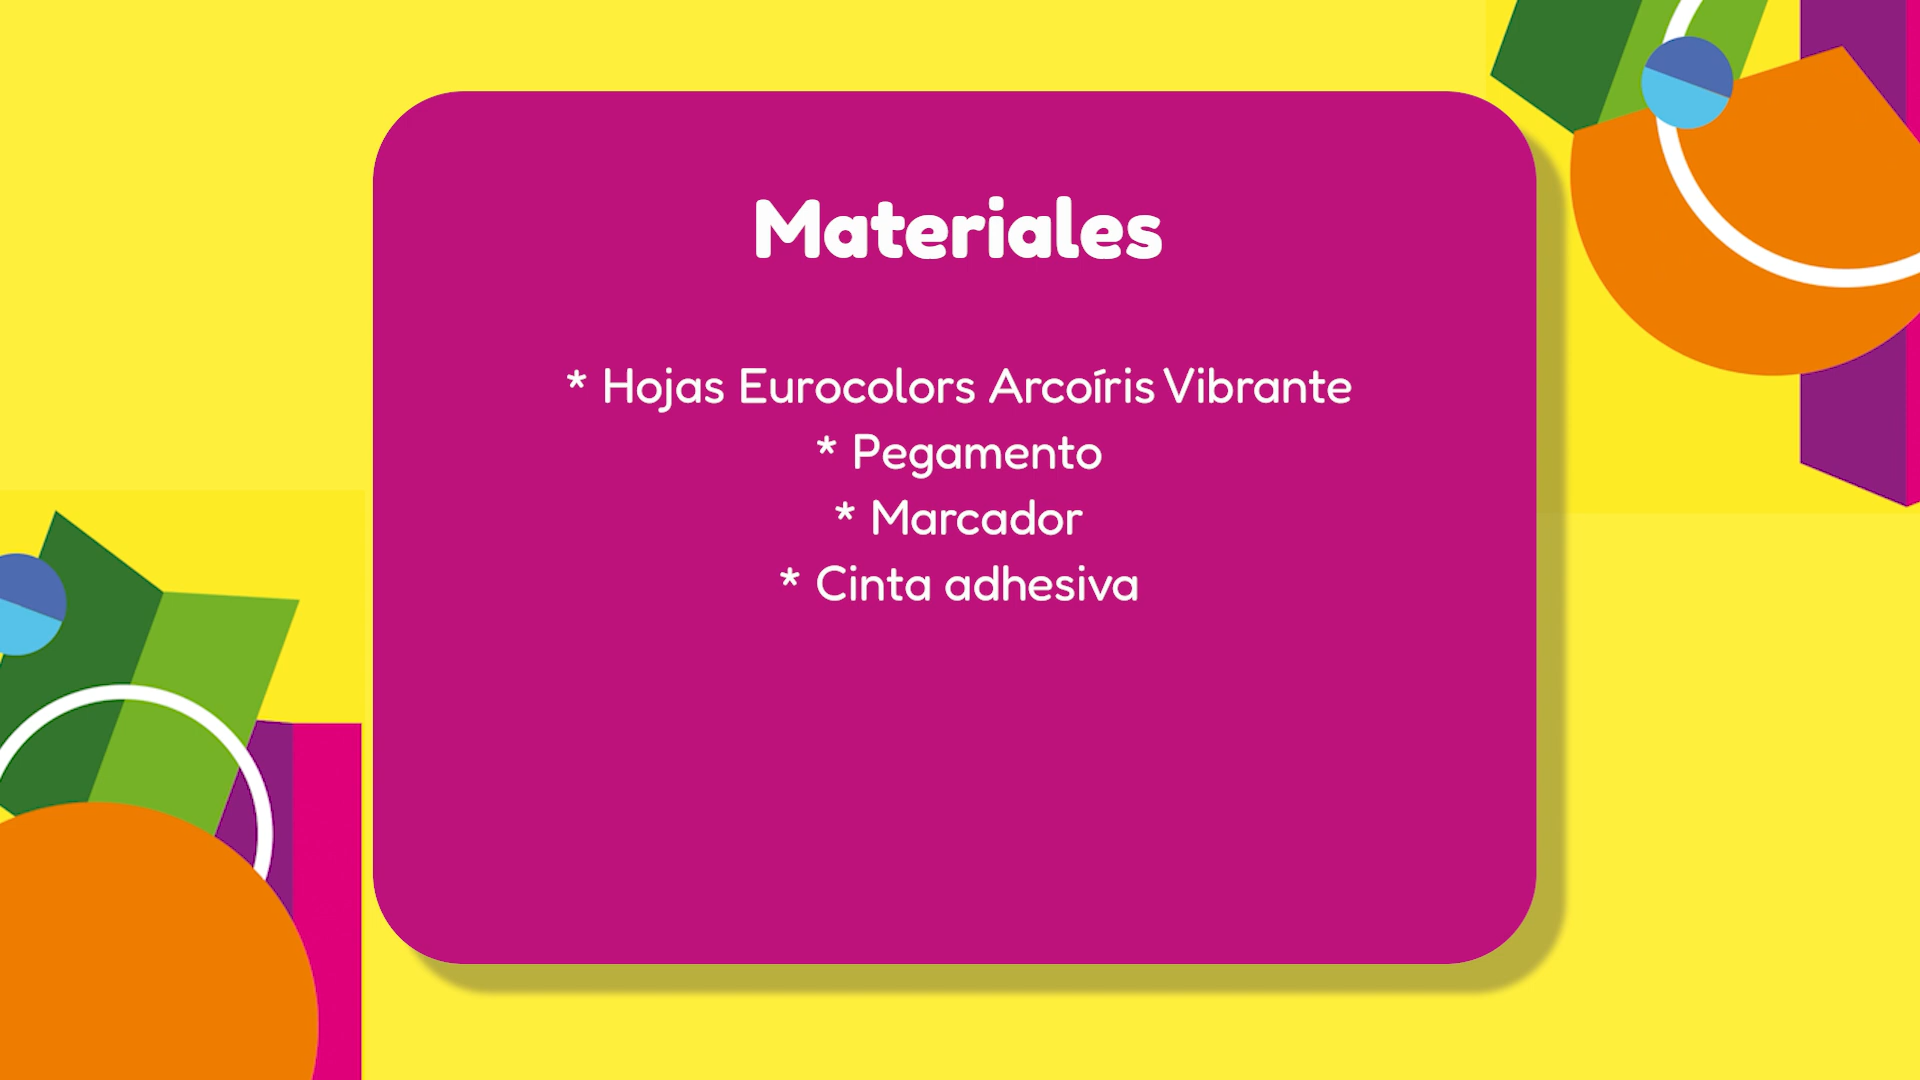 Materiales
* Hojas Eurocolors Arcoíris Vibrante
* Pegamento
* Marcador
* Cinta adhesiva